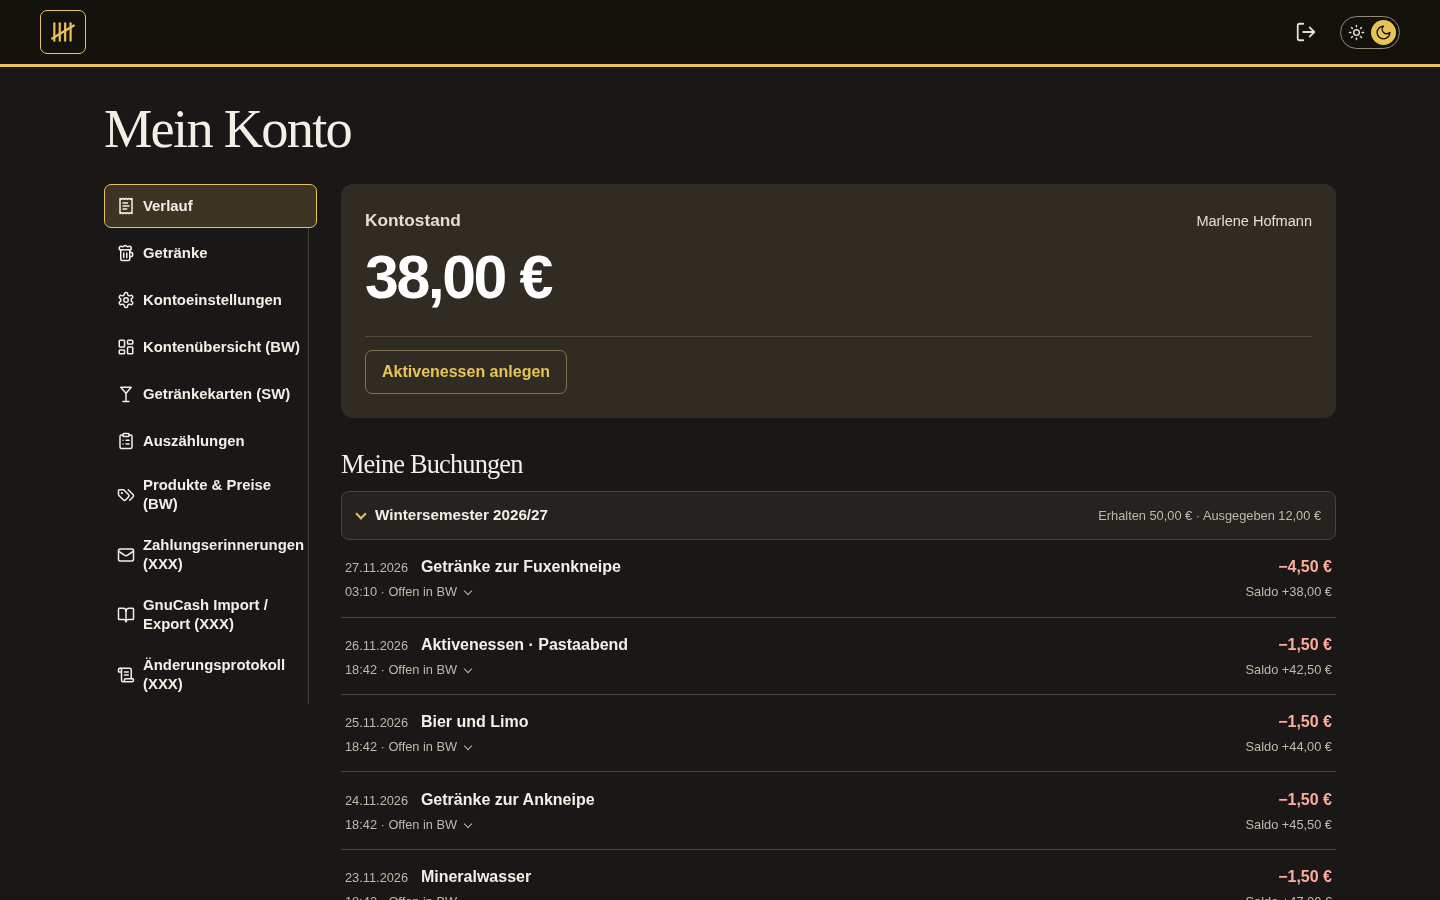 Mein Konto
Verlauf
Getränke
Kontoeinstellungen
Kontenübersicht (BW)
Getränkekarten (SW)
Auszählungen
Produkte & Preise
(BW)
Zahlungserinnerungen
(XXX)
GnuCash Import /
Export (XXX)
Änderungsprotokoll
(XXX)
Kontostand
Marlene Hofmann
38,00 €
Aktivenessen anlegen
Meine Buchungen
Wintersemester 2026/27
Erhalten 50,00 € · Ausgegeben 12,00 €
27.11.2026 Getränke zur Fuxenkneipe −4,50 €
03:10 · Offen in BW Saldo +38,00 €
26.11.2026 Aktivenessen · Pastaabend −1,50 €
18:42 · Offen in BW Saldo +42,50 €
25.11.2026 Bier und Limo −1,50 €
18:42 · Offen in BW Saldo +44,00 €
24.11.2026 Getränke zur Ankneipe −1,50 €
18:42 · Offen in BW Saldo +45,50 €
23.11.2026 Mineralwasser −1,50 €